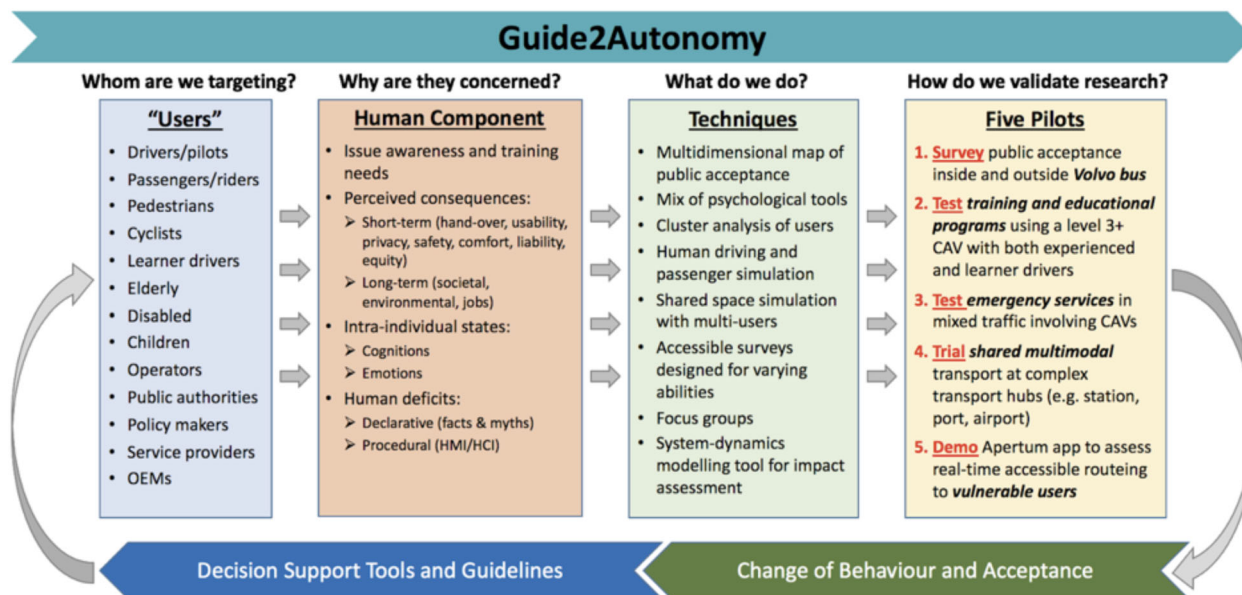 Guide2Autonomy
Whom are we targeting?
"Users"
• Drivers/pilots
• Passengers/riders
• Pedestrians
• Cyclists
• Learner drivers
• Elderly
• Disabled
• Children
• Operators
• Public authorities
• Policy makers
• Service providers
• OEMs
Why are they concerned?
Human Component
• Issue awareness and training
needs
• Perceived consequences:
➢ Short-term (hand-over, usability,
privacy, safety, comfort, liability,
equity)
➢ Long-term (societal,
environmental, jobs)
• Intra-individual states:
➢ Cognitions
➢ Emotions
• Human deficits:
➢ Declarative (facts & myths)
➢ Procedural (HMI/HCI)
What do we do?
Techniques
• Multidimensional map of
public acceptance
• Mix of psychological tools
• Cluster analysis of users
• Human driving and
passenger simulation
• Shared space simulation
with multi-users
• Accessible surveys
designed for varying
abilities
• Focus groups
• System-dynamics
modelling tool for impact
assessment
How do we validate research?
Five Pilots
1. Survey public acceptance
inside and outside Volvo bus
2. Test training and educational
programs using a level 3+
CAV with both experienced
and learner drivers
3. Test emergency services in
mixed traffic involving CAVs
4. Trial shared multimodal
transport at complex
transport hubs (e.g. station,
port, airport)
5. Demo Apertum app to assess
real-time accessible routeing
to vulnerable users
Decision Support Tools and Guidelines
Change of Behaviour and Acceptance